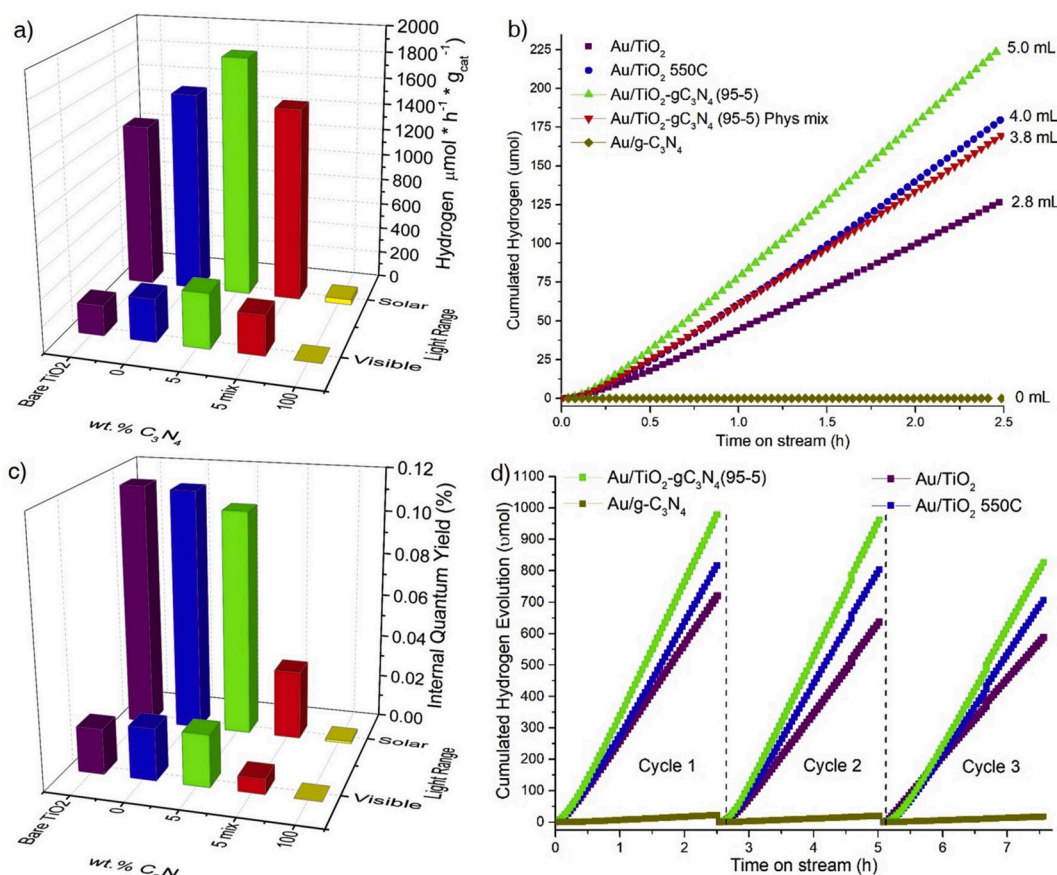 a)
2000
1800
1600
1400
1200
1000
800
600
400
200
0
Hydrogen μmol * h⁻¹ * g_cat⁻¹
Solar
Visible
Light Range
Bare TiO2
0
5
5 mix
100
wt.% C₃N₄
b)
Au/TiO₂
Au/TiO₂ 550C
Au/TiO₂-gC₃N₄ (95-5)
Au/TiO₂-gC₃N₄ (95-5) Phys mix
Au/g-C₃N₄
5.0 mL
4.0 mL
3.8 mL
2.8 mL
0 mL
225
200
175
150
125
100
75
50
25
0
Cumulated Hydrogen (umol)
0.0 0.5 1.0 1.5 2.0 2.5
Time on stream (h)
c)
0.12
0.10
0.08
0.06
0.04
0.02
0.00
Internal Quantum Yield (%)
Solar
Visible
Light Range
Bare TiO2
0
5
5 mix
100
wt.%
d)
Au/TiO₂-gC₃N₄(95-5)
Au/g-C₃N₄
Au/TiO₂
Au/TiO₂ 550C
1100
1000
900
800
700
600
500
400
300
200
100
0
Cumulated Hydrogen Evolution (υmol)
Cycle 1
Cycle 2
Cycle 3
0 1 2 3 4 5 6 7
Time on stream (h)